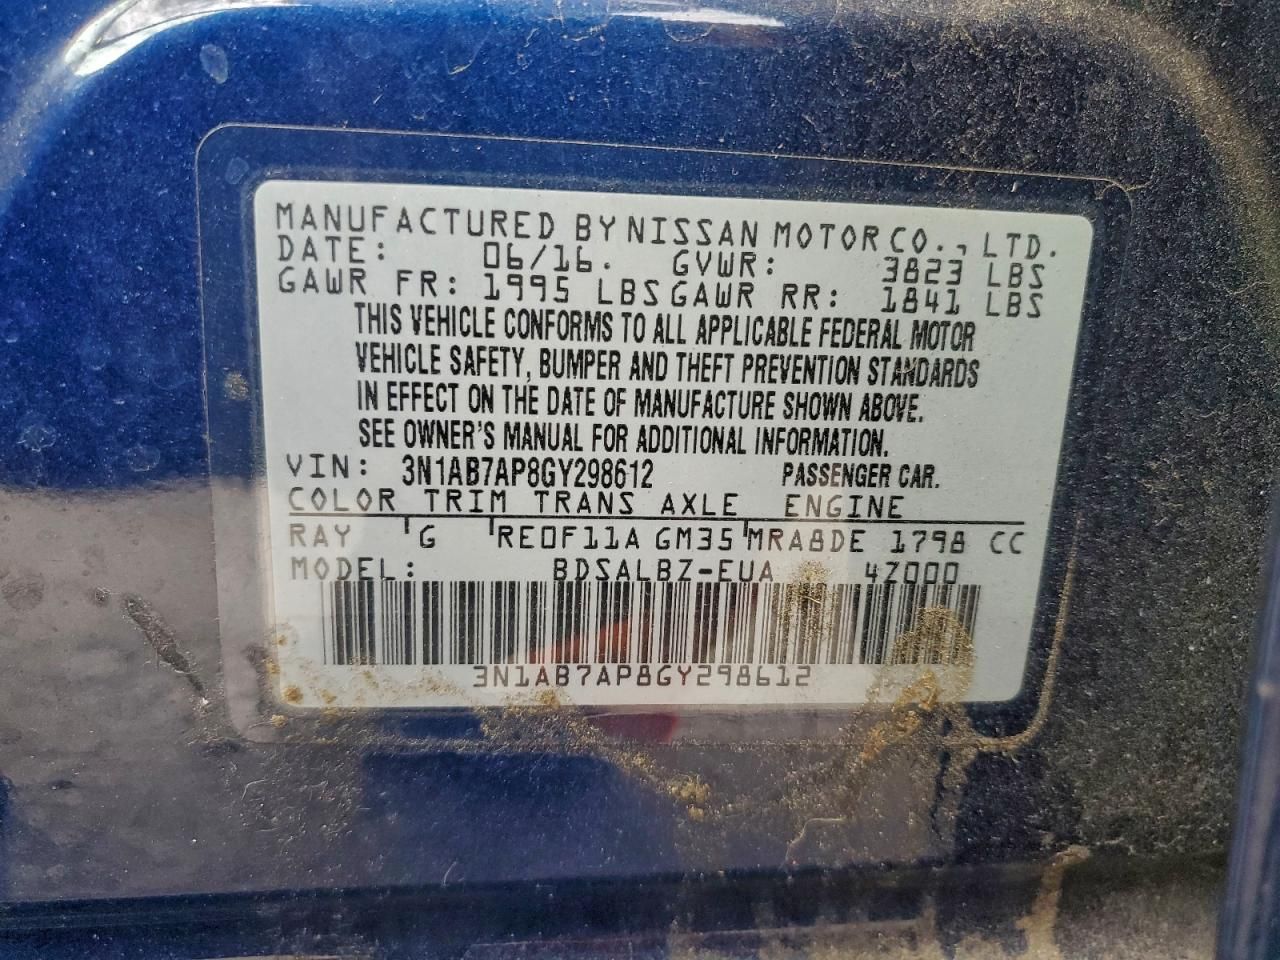 MANUFACTURED BY NISSAN MOTOR CO., LTD.
DATE: 06/16. GVWR: 3823 LBS
GAWR FR: 1995 LBS GAWR RR: 1841 LBS
THIS VEHICLE CONFORMS TO ALL APPLICABLE FEDERAL MOTOR
VEHICLE SAFETY, BUMPER AND THEFT PREVENTION STANDARDS
IN EFFECT ON THE DATE OF MANUFACTURE SHOWN ABOVE.
SEE OWNER'S MANUAL FOR ADDITIONAL INFORMATION.
VIN: 3N1AB7AP8GY298612 PASSENGER CAR.
COLOR TRIM TRANS AXLE ENGINE
RAY G RE0F11A GM35 MRA8DE 1798 CC
MODEL: BDSALBZ-EUA 4Z000
3N1AB7AP8GY298612